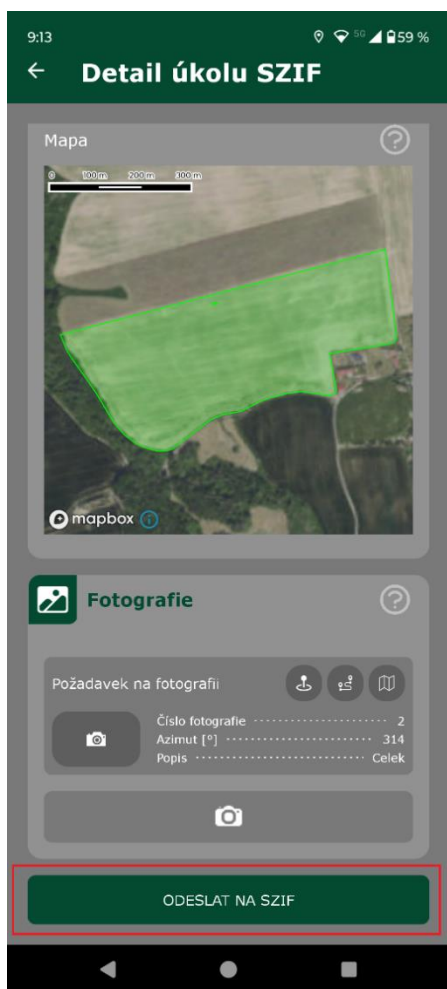 9:13
5G 59 %
Detail úkolu SZIF
Mapa
0 100 m 200 m 300 m
mapbox
Fotografie
Požadavek na fotografii
Číslo fotografie 2
Azimut [°] 314
Popis Celek
ODESLAT NA SZIF